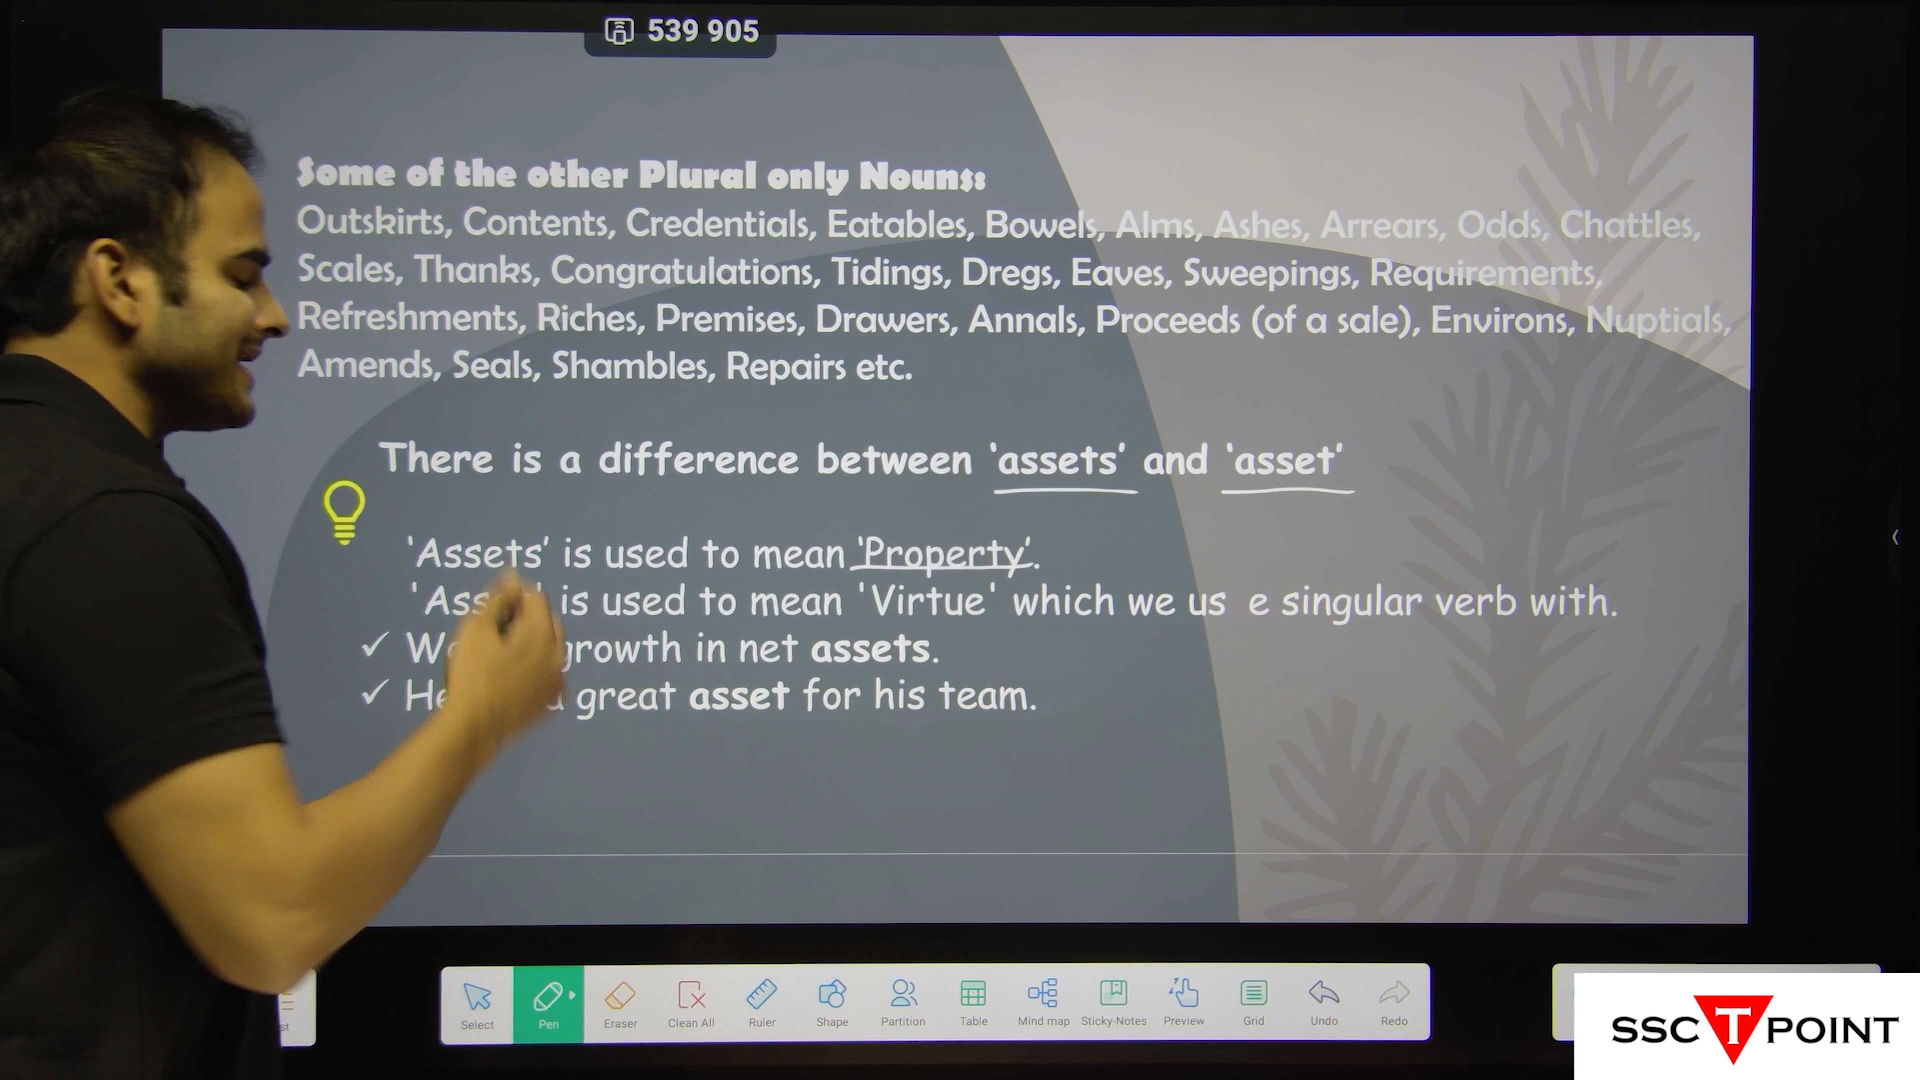 539 905
Some of the other Plural only Nouns:
Outskirts, Contents, Credentials, Eatables, Bowels, Alms, Ashes, Arrears, Odds, Chattles,
Scales, Thanks, Congratulations, Tidings, Dregs, Eaves, Sweepings, Requirements,
Refreshments, Riches, Premises, Drawers, Annals, Proceeds (of a sale), Environs, Nuptials,
Amends, Seals, Shambles, Repairs etc.
There is a difference between ‘assets’ and ‘asset’
‘Assets’ is used to mean ‘Property’.
is used to mean 'Virtue' which we us e singular verb with.
growth in net assets.
great asset for his team.
Select Pen Eraser Clean All Ruler Shape Partition Table Mind map Sticky-Notes Preview Grid Undo Redo
SSC T POINT